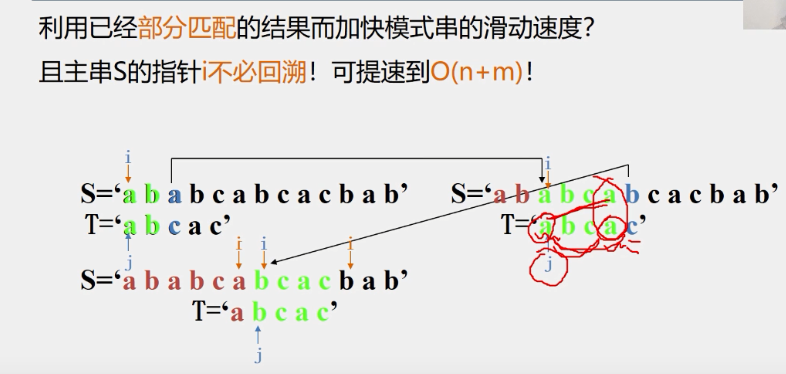 利用已经部分匹配的结果而加快模式串的滑动速度?
且主串S的指针i不必回溯!可提速到O(n+m)!
i
S=‘a b a b c a b c a c b a b’
T=‘a b c a c’
j
i
S=‘a b a b c a b c a c b a b’
T=‘a b c a c’
j
i i i
S=‘a b a b c a b c a c b a b’
T=‘a b c a c’
j